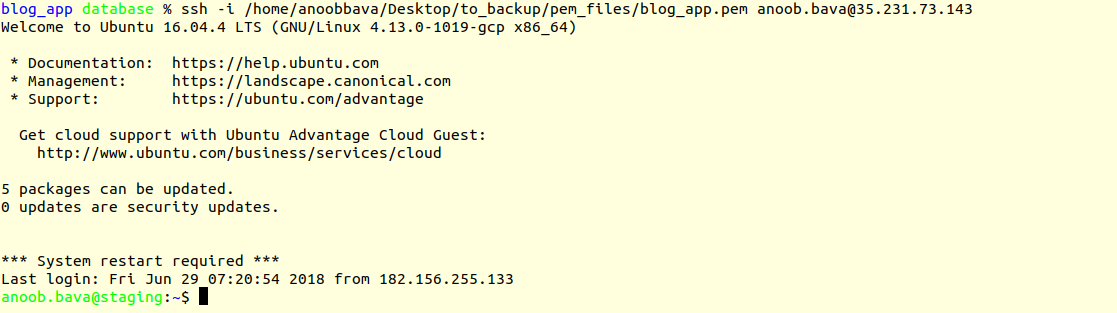 blog_app database % ssh -i /home/anoobbava/Desktop/to_backup/pem_files/blog_app.pem anoob.bava@35.231.73.143
Welcome to Ubuntu 16.04.4 LTS (GNU/Linux 4.13.0-1019-gcp x86_64)

 * Documentation:  https://help.ubuntu.com
 * Management:     https://landscape.canonical.com
 * Support:        https://ubuntu.com/advantage

  Get cloud support with Ubuntu Advantage Cloud Guest:
    http://www.ubuntu.com/business/services/cloud

5 packages can be updated.
0 updates are security updates.


*** System restart required ***
Last login: Fri Jun 29 07:20:54 2018 from 182.156.255.133
anoob.bava@staging:~$